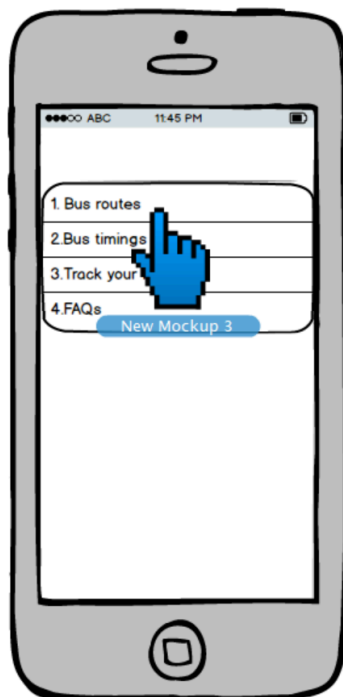 ABC 11:45 PM
1. Bus routes
2.Bus timings
3.Track your
4.FAQs
New Mockup 3